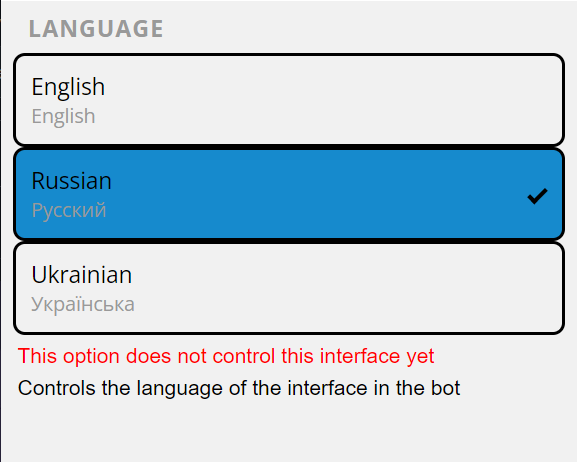 LANGUAGE
English
English
Russian
Русский
Ukrainian
Українська
This option does not control this interface yet
Controls the language of the interface in the bot